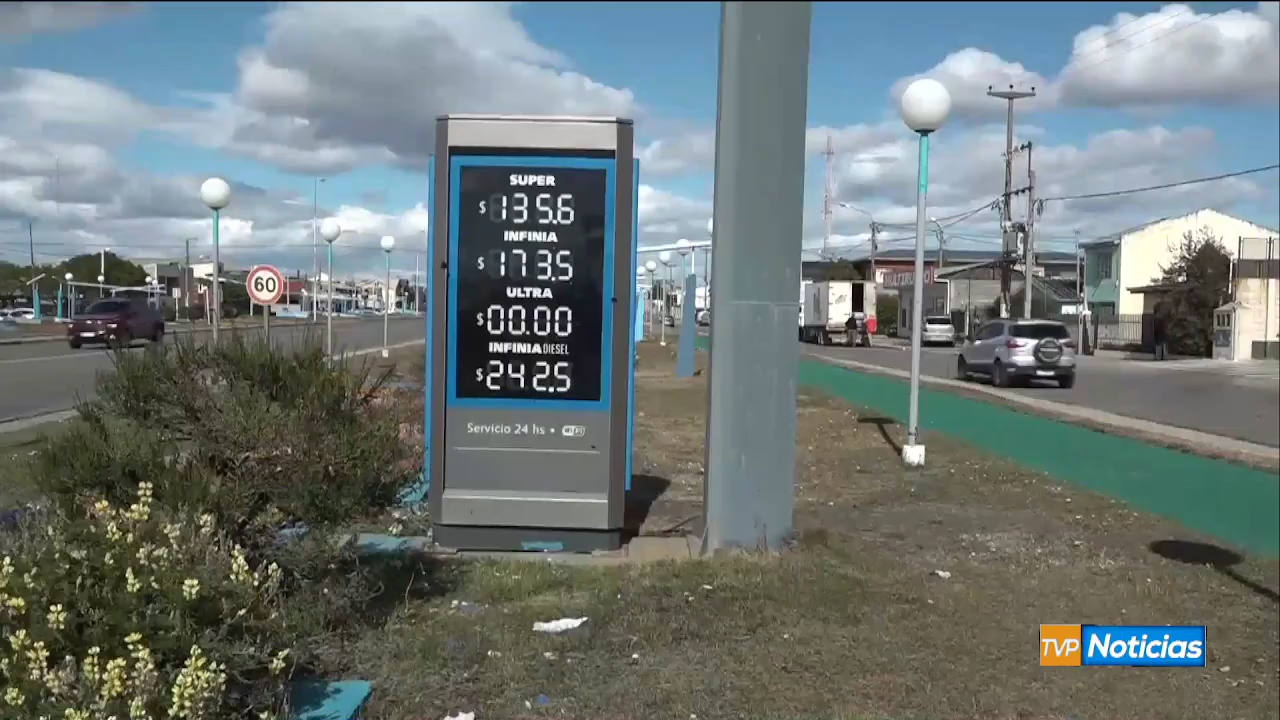 SUPER
$135.6
INFINIA
$173.5
ULTRA
$00.00
INFINIA DIESEL
$242.5
Servicio 24 hs • WiFi
60
TVP Noticias